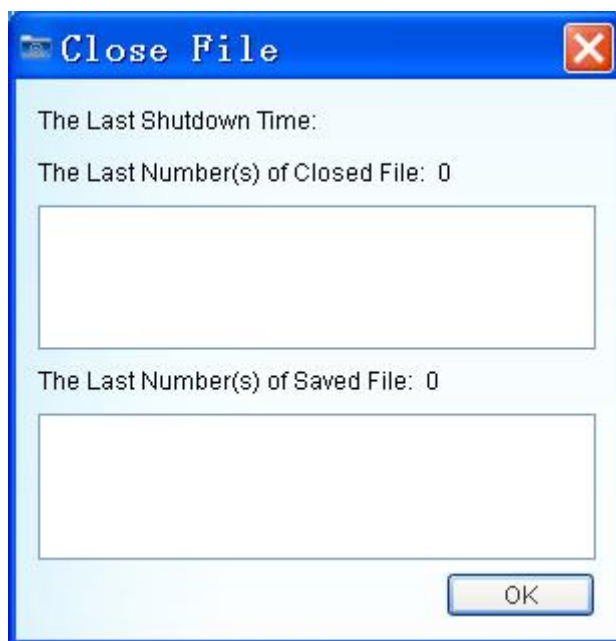 Close File
The Last Shutdown Time:
The Last Number(s) of Closed File: 0
The Last Number(s) of Saved File: 0
OK